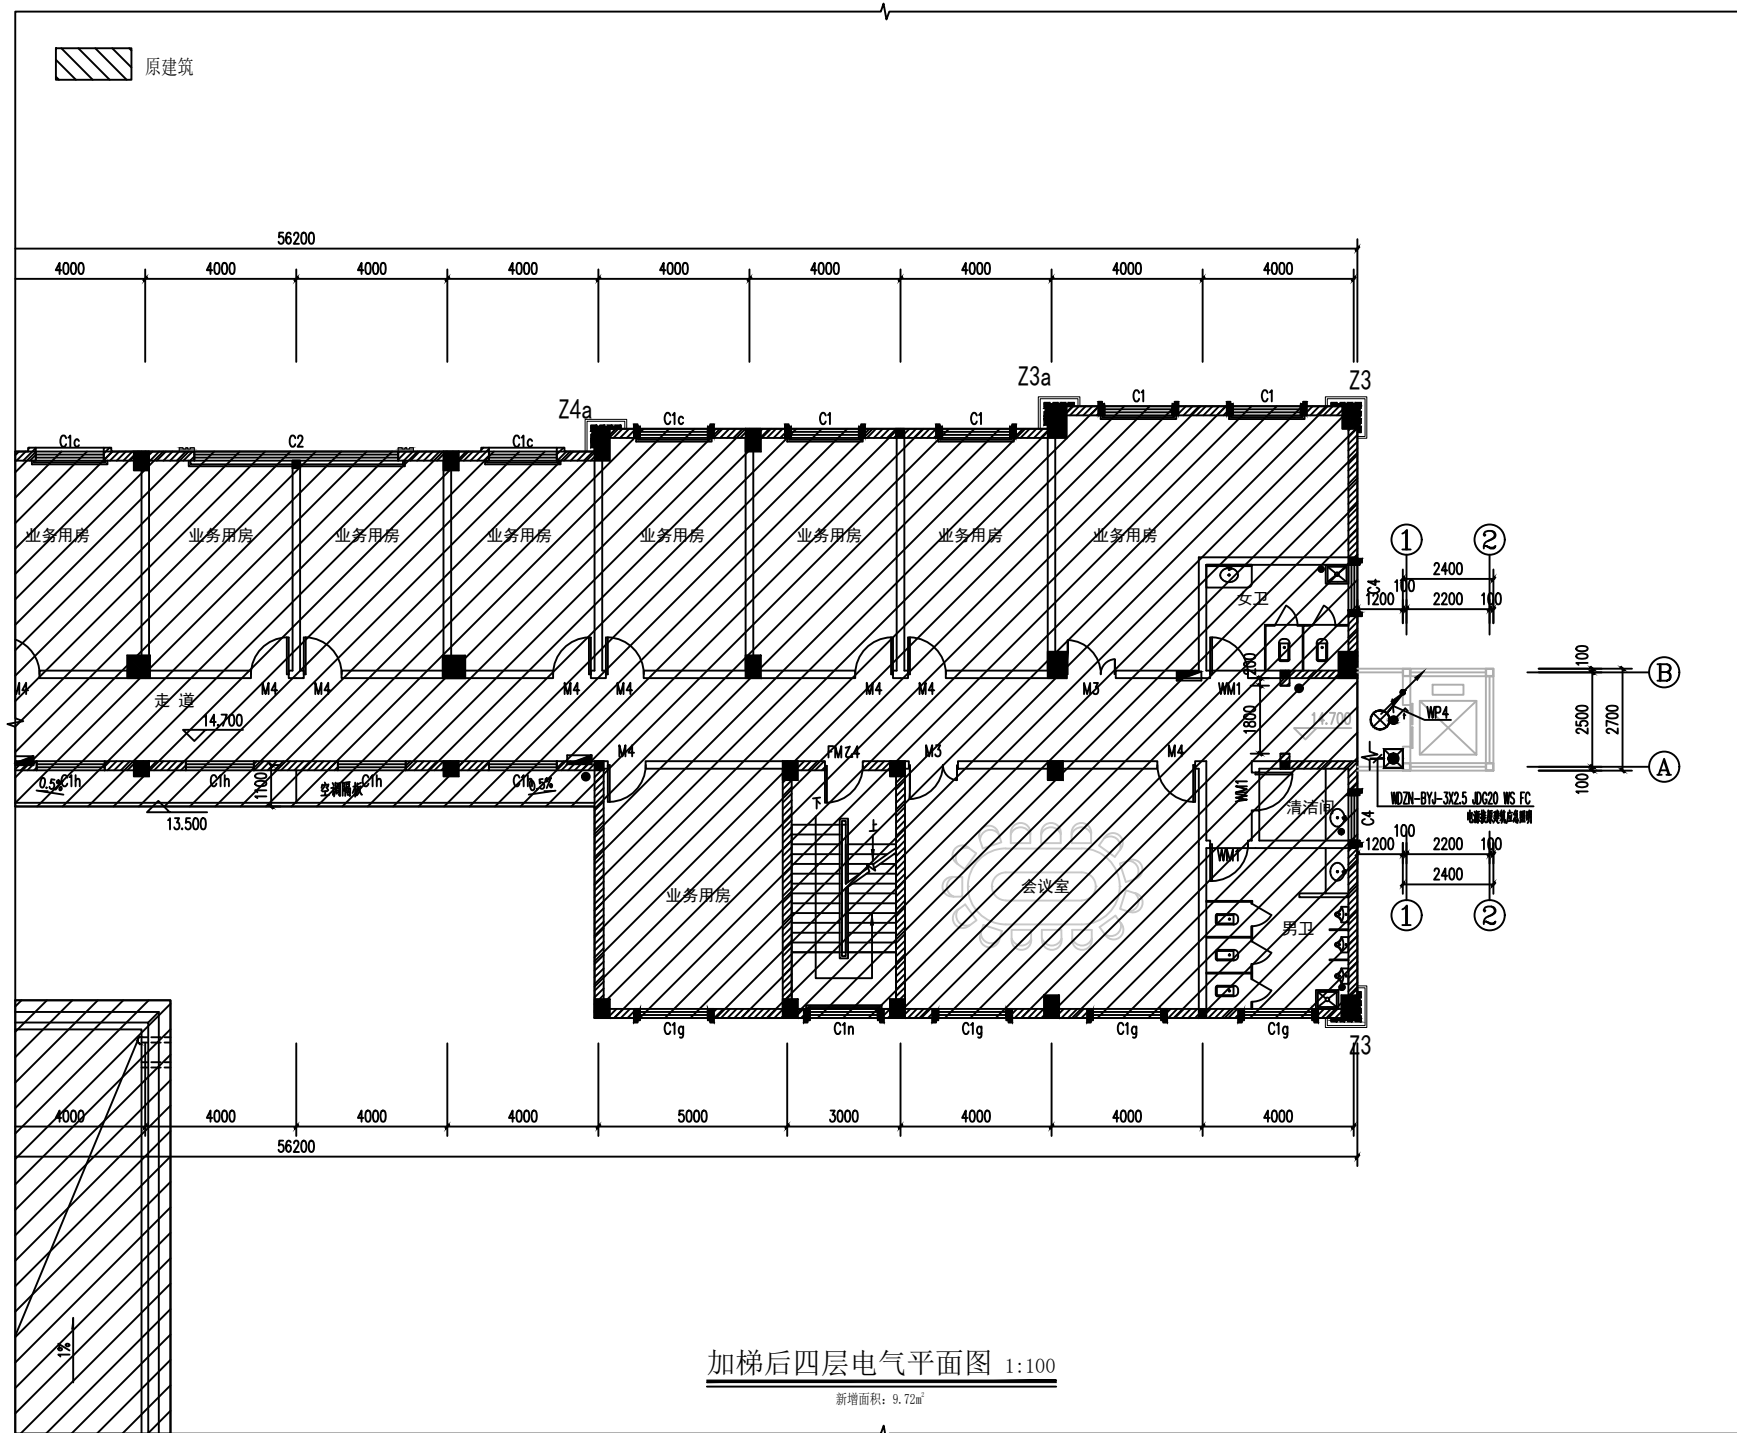 原建筑
56200
4000 4000 4000 4000 4000 4000 4000 4000 4000
Z3a
Z3
Z4a
C1 C1
C1c C1 C1
C1c C2 C1c
业务用房 业务用房 业务用房 业务用房 业务用房 业务用房 业务用房 业务用房
1 2
2400
C4
100
1200 2200 100
女卫
200
100
B
M4 M4 M4 M4 M4 M4 M4 M3 WM1
走 道
14.700
1800
14.700
WP4
2500
2700
M4 M3 M4
A
100
C1h C1h C1h C1h
0.5%
0.5%
1100
空调隔板
下
上
WM1
清洁间
WDZN-BYJ-3X2.5 JDG20 WS FC
13.500
C4
100
1200 2200 100
WM1
2400
业务用房
会议室
1 2
男卫
C1g C1n C1g C1g C1g
Z3
4000 4000 4000 4000 5000 3000 4000 4000 4000
56200
1%
加梯后四层电气平面图 1:100
新增面积: 9.72㎡